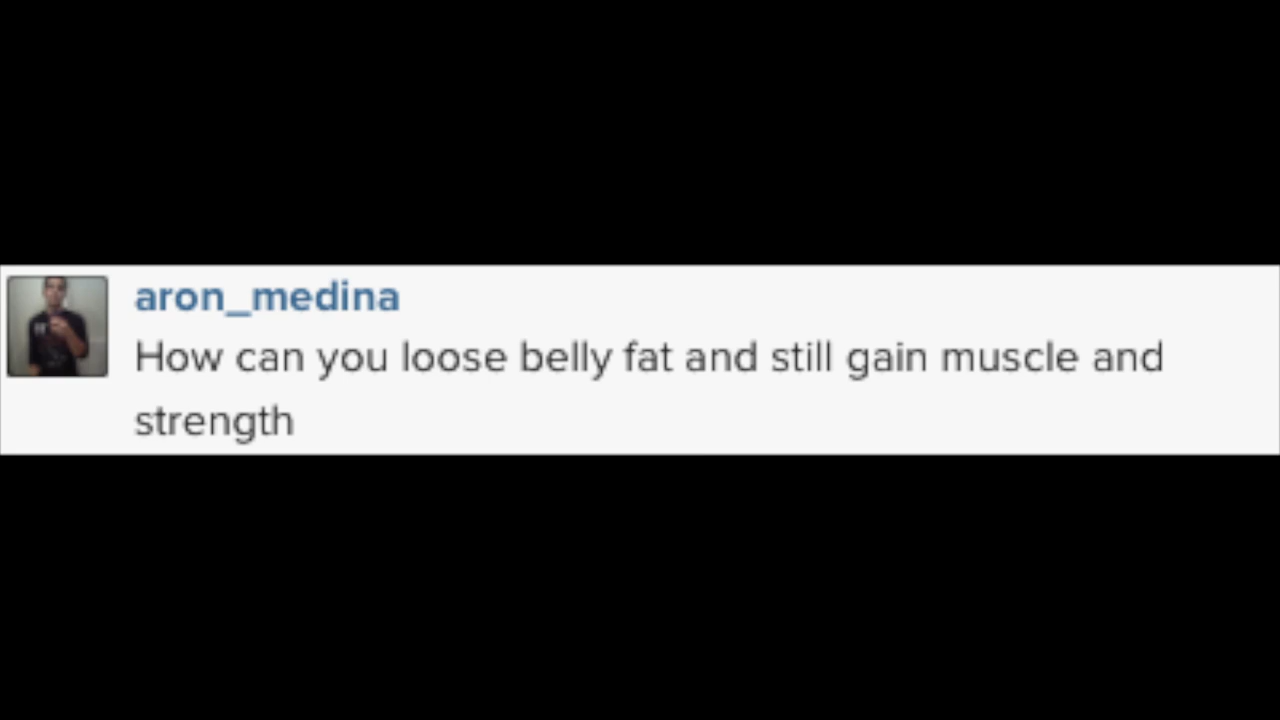 aron_medina
How can you loose belly fat and still gain muscle and
strength